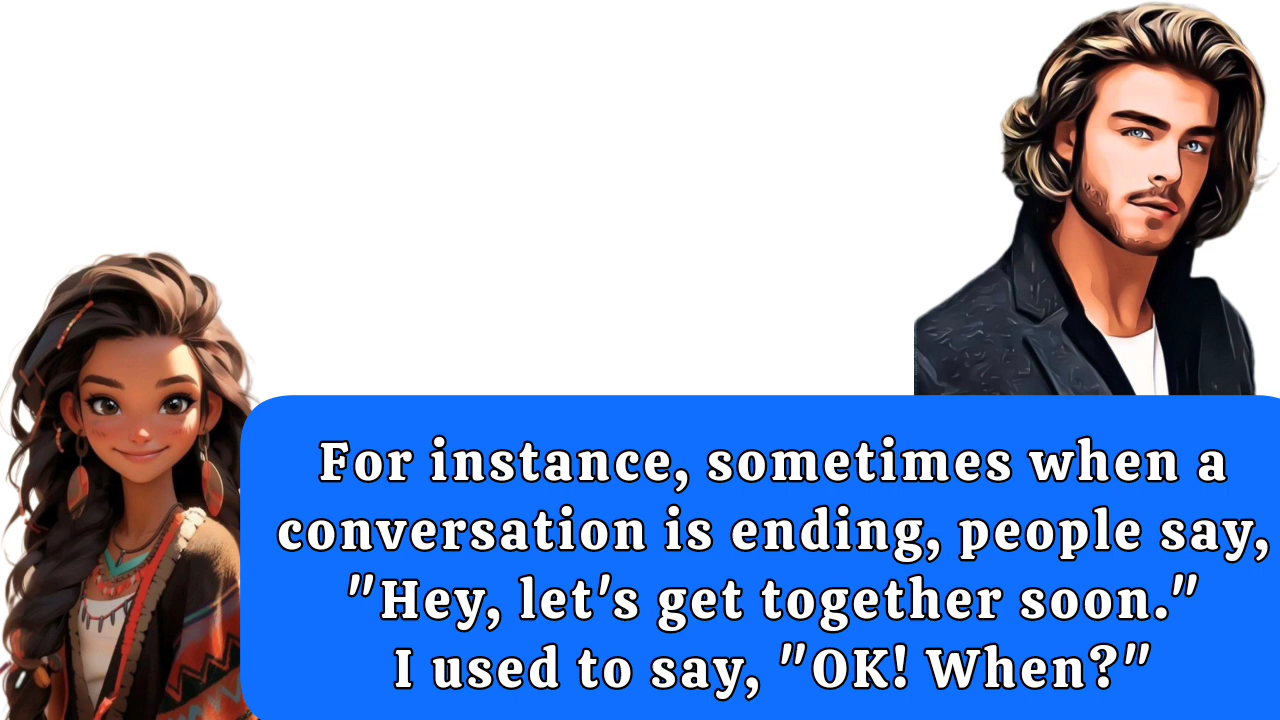 For instance, sometimes when a
conversation is ending, people say,
"Hey, let's get together soon."
I used to say, "OK! When?"